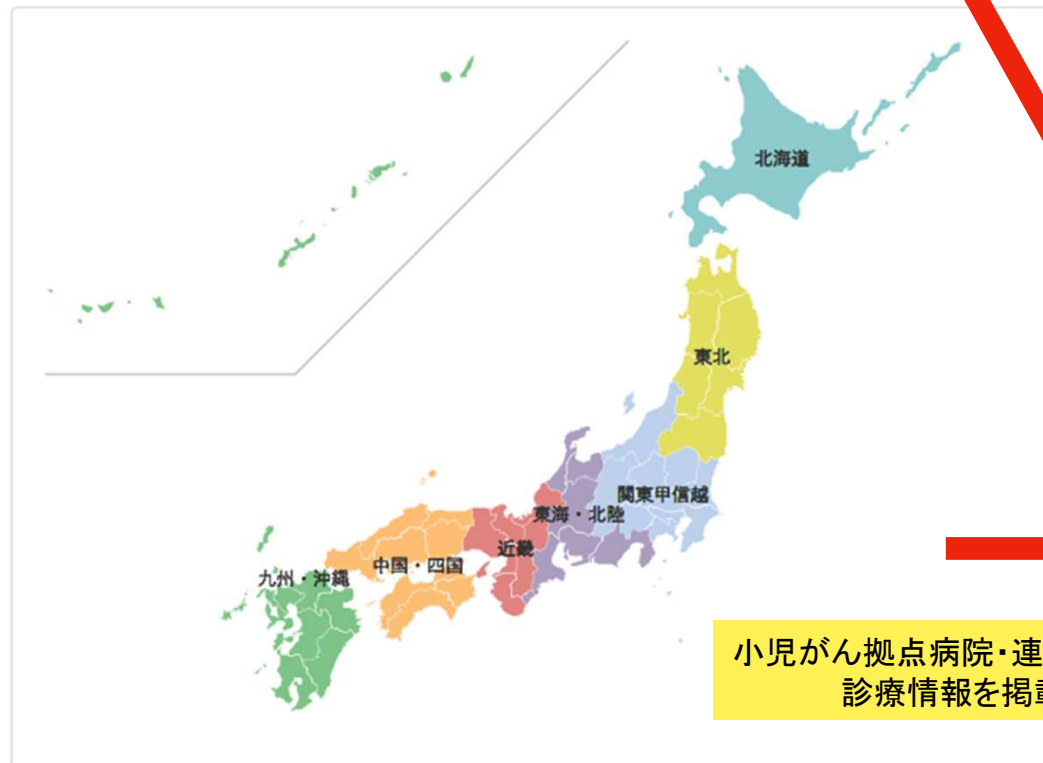 北海道
東北
関東甲信越
東海・北陸
近畿
中国・四国
九州・沖縄
小児がん拠点病院・連
診療情報を掲